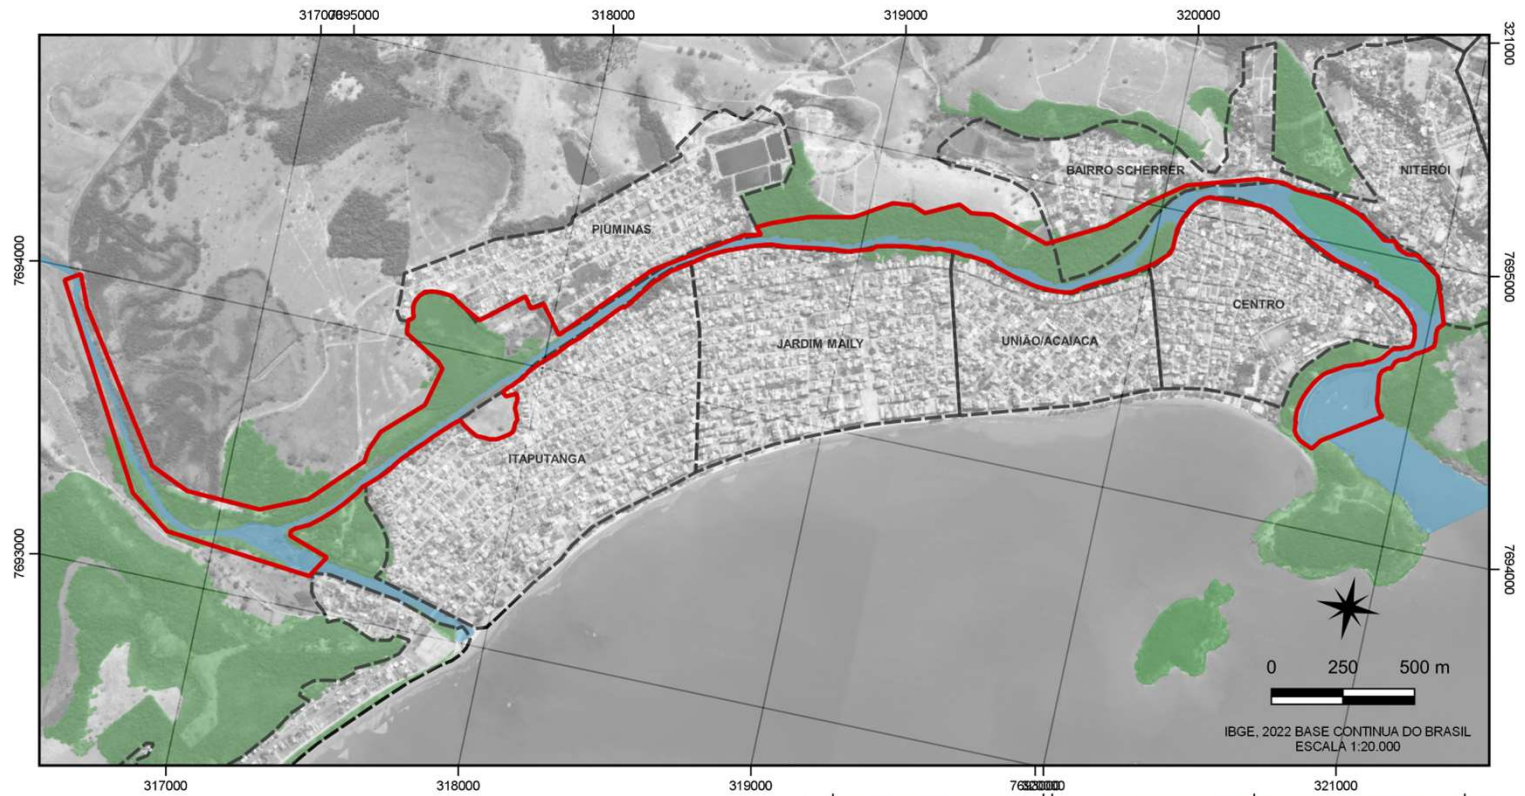 317000 7695000 318000 319000 320000
321000
BAIRRO SCHERRER
NITERÓI
PIÚMINAS
7694000
7695000
CENTRO
JARDIM MAILY
UNIÃO/ACAIACA
ITAPUTANGA
7693000
7694000
0 250 500 m
IBGE, 2022 BASE CONTINUA DO BRASIL
ESCALA 1:20.000
317000 318000 319000 321000